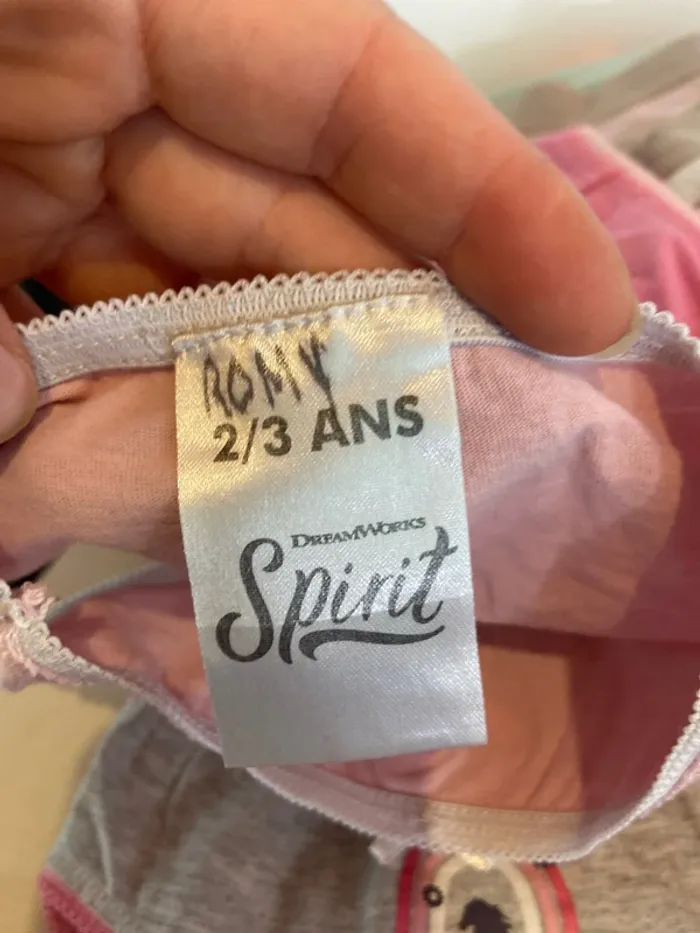 ROMY
2/3 ANS
DREAMWORKS
Spirit